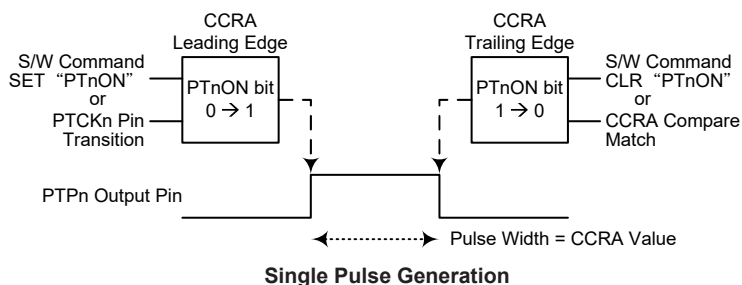 CCRA
Leading Edge
S/W Command
SET “PTnON”
or
PTCKn Pin
Transition
PTnON bit
0 → 1
CCRA
Trailing Edge
PTnON bit
1 → 0
S/W Command
CLR “PTnON”
or
CCRA Compare
Match
PTPn Output Pin
Pulse Width = CCRA Value
Single Pulse Generation